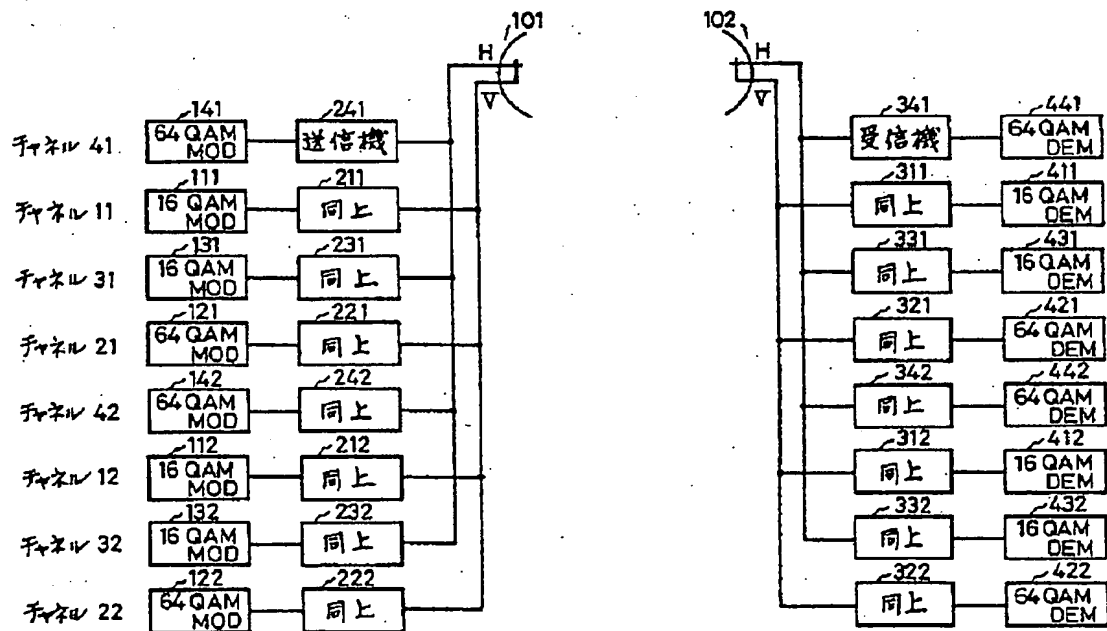 101
102
H
V
H
V
141
241
341
441
チャネル 41
64 QAM
MOD
送信機
受信機
64 QAM
DEM
111
211
311
411
チャネル 11
16 QAM
MOD
同上
同上
16 QAM
DEM
131
231
331
431
チャネル 31
16 QAM
MOD
同上
同上
16 QAM
DEM
121
221
321
421
チャネル 21
64 QAM
MOD
同上
同上
64 QAM
DEM
142
242
342
442
チャネル 42
64 QAM
MOD
同上
同上
64 QAM
DEM
112
212
312
412
チャネル 12
16 QAM
MOD
同上
同上
16 QAM
DEM
132
232
332
432
チャネル 32
16 QAM
MOD
同上
同上
16 QAM
DEM
122
222
322
422
チャネル 22
64 QAM
MOD
同上
同上
64 QAM
DEM